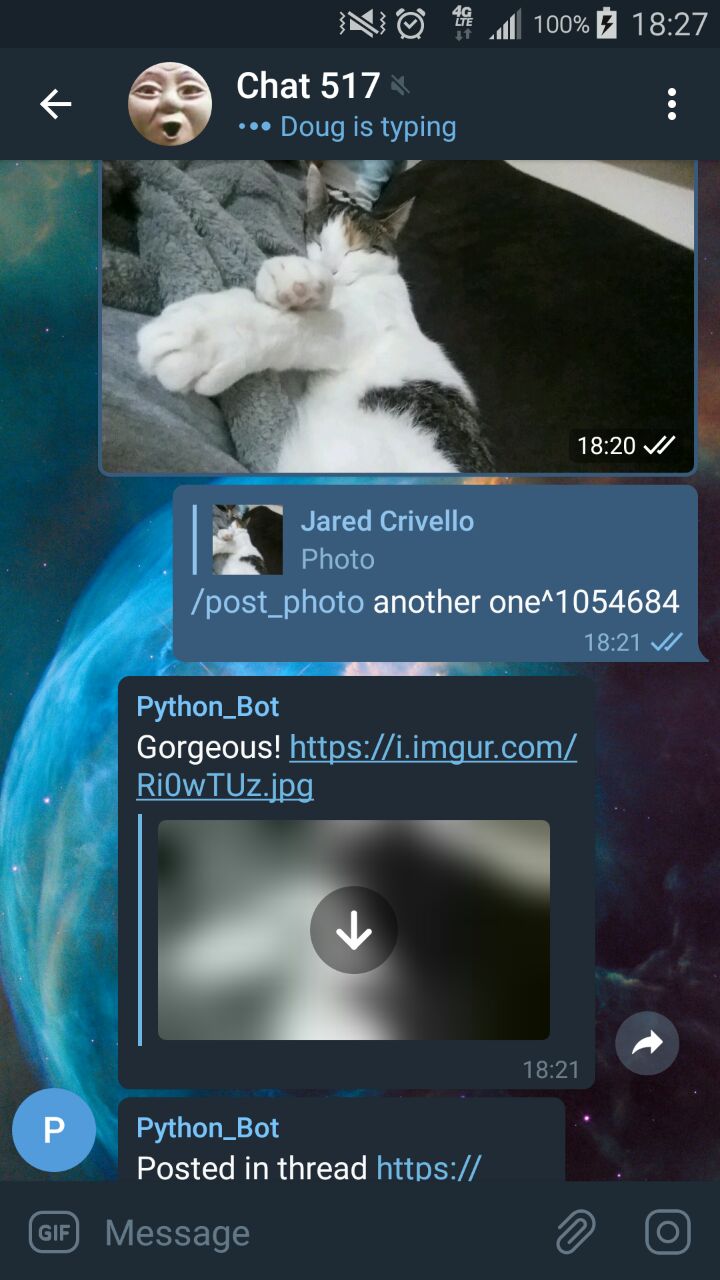 4G
LTE
100%
18:27
Chat 517
Doug is typing
18:20
Jared Crivello
Photo
/post_photo another one^1054684
18:21
Python_Bot
Gorgeous! https://i.imgur.com/
Ri0wTUz.jpg
18:21
P
Python_Bot
Posted in thread https://
GIF
Message